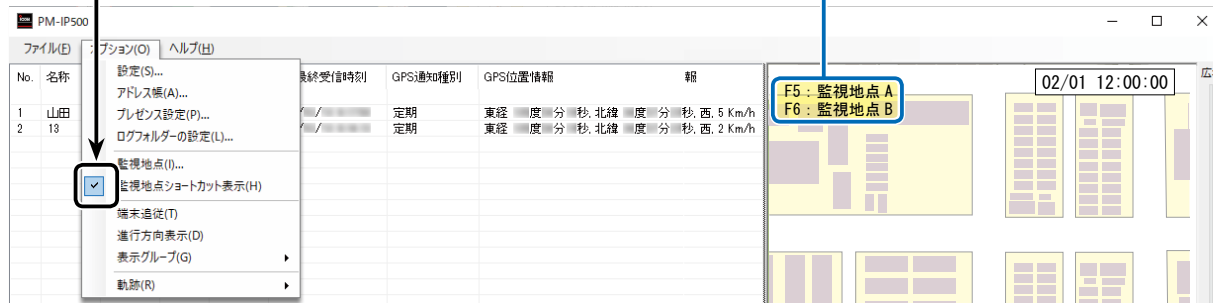 icom PM-IP500
ファイル(F) オプション(O) ヘルプ(H)
No. 名称 最終受信時刻 GPS通知種別 GPS位置情報 報
1 山田 / / 定期 東経 度 分 秒, 北緯 度 分 秒, 西, 5 Km/h
2 13 / / 定期 東経 度 分 秒, 北緯 度 分 秒, 西, 2 Km/h
設定(S)...
アドレス帳(A)...
プレゼンス設定(P)...
ログフォルダーの設定(L)...
監視地点(I)...
監視地点ショートカット表示(H)
端末追従(T)
進行方向表示(D)
表示グループ(G)
軌跡(R)
F5：監視地点 A
F6：監視地点 B
02/01 12:00:00
広